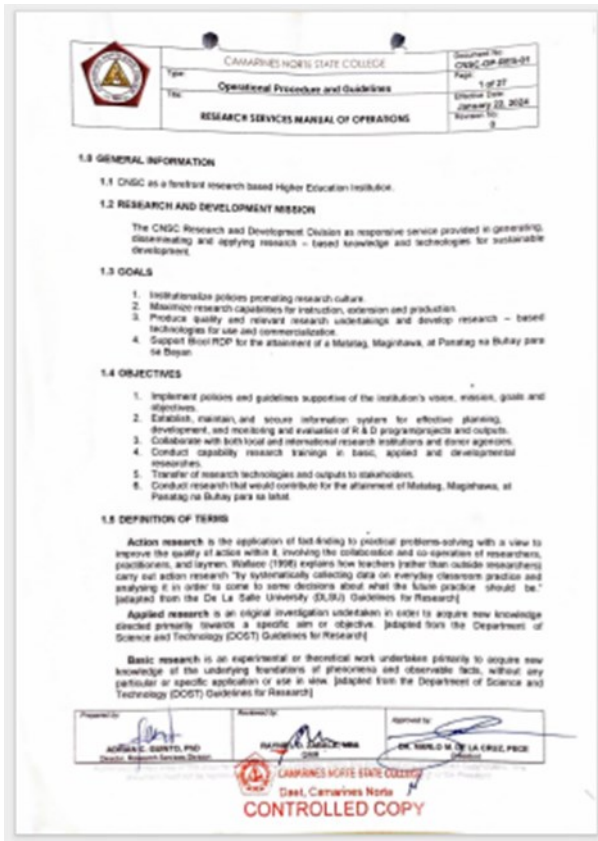 CAMARINES NORTE STATE COLLEGE
Type:
Operational Procedure and Guidelines
Title:
RESEARCH SERVICES MANUAL OF OPERATIONS
Document No:
CNSC-OP-RES-01
Page:
1 of 27
Effective Date:
January 22, 2024
Revision No:
0
1.0 GENERAL INFORMATION
1.1 CNSC as a forefront research based Higher Education Institution.
1.2 RESEARCH AND DEVELOPMENT MISSION
The CNSC Research and Development Division as responsive service provided in generating,
disseminating and applying research – based knowledge and technologies for sustainable
development.
1.3 GOALS
1. Institutionalize policies promoting research culture.
2. Maximize research capabilities for instruction, extension and production.
3. Produce quality and relevant research undertakings and develop research – based
technologies for use and commercialization.
4. Support Bicol RDP for the attainment of a Matatag, Maginhawa, at Panatag na Buhay para
sa Bayan.
1.4 OBJECTIVES
1. Implement policies and guidelines supportive of the institution's vision, mission, goals and
objectives.
2. Establish, maintain, and secure information system for effective planning,
development, and monitoring and evaluation of R & D program/projects and outputs.
3. Collaborate with both local and international research institutions and donor agencies.
4. Conduct capability research trainings in basic, applied and developmental
researches.
5. Transfer of research technologies and outputs to stakeholders.
6. Conduct research that would contribute for the attainment of Matatag, Maginhawa, at
Panatag na Buhay para sa lahat.
1.5 DEFINITION OF TERMS
Action research is the application of fact-finding to practical problems-solving with a view to
improve the quality of action within it, involving the collaboration and co-operation of researchers,
practitioners, and laymen. Wallace (1998) explains how teachers (rather than outside researchers)
carry out action research "by systematically collecting data on everyday classroom practice and
analysing it in order to come to some decisions about what the future practice should be."
[adapted from the De La Salle University (DLSU) Guidelines for Research]
Applied research is an original investigation undertaken in order to acquire new knowledge
directed primarily towards a specific aim or objective. [adapted from the Department of
Science and Technology (DOST) Guidelines for Research]
Basic research is an experimental or theoretical work undertaken primarily to acquire new
knowledge of the underlying foundations of phenomena and observable facts, without any
particular or specific application or use in view. [adapted from the Department of Science and
Technology (DOST) Guidelines for Research]
Prepared by:
PhD
Director, Research Services Division
Reviewed by:
MBA
Approved by:
DR. MARLO M. DE LA CRUZ, PECE
President
CAMARINES NORTE STATE COLLEGE
Daet, Camarines Norte
CONTROLLED COPY